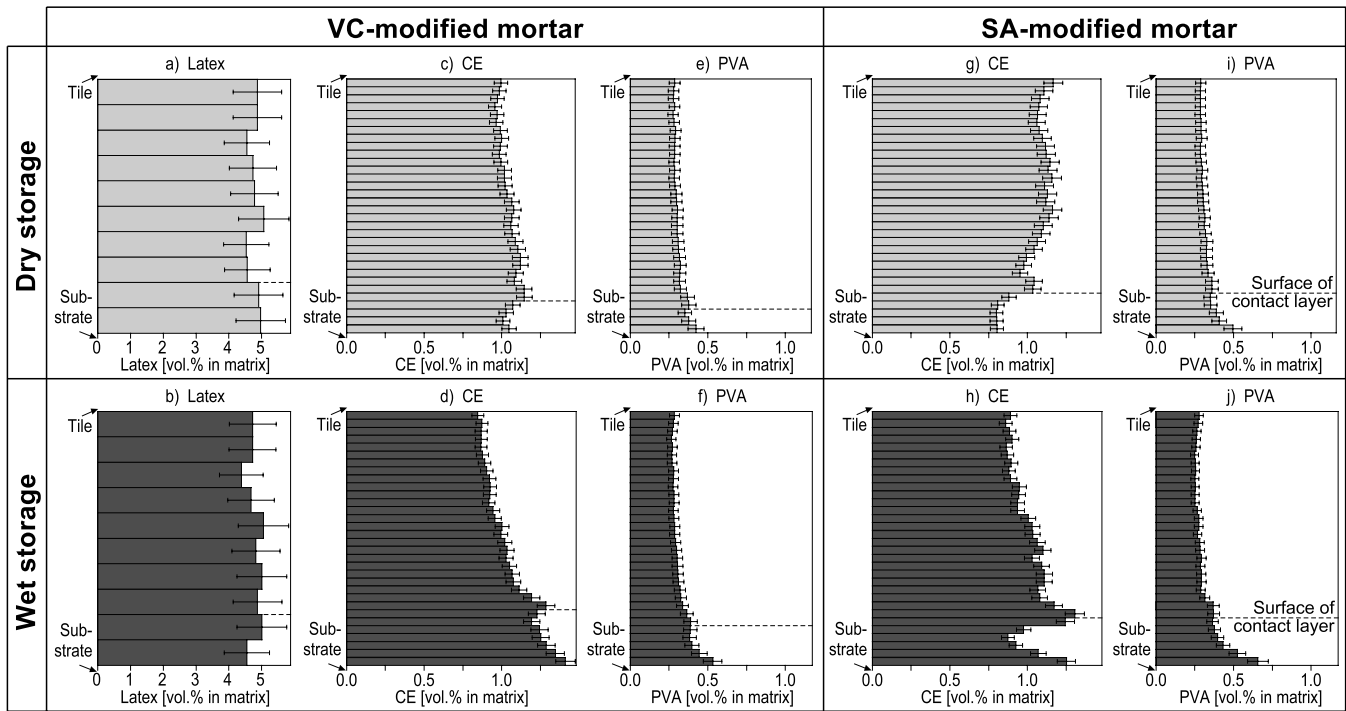 VC-modified mortar
SA-modified mortar
Dry storage
a) Latex
Tile
Sub-
strate
0 1 2 3 4 5
Latex [vol.% in matrix]
c) CE
Tile
Sub-
strate
0.0 0.5 1.0
CE [vol.% in matrix]
e) PVA
Tile
Sub-
strate
0.0 0.5 1.0
PVA [vol.% in matrix]
g) CE
Tile
Sub-
strate
0.0 0.5 1.0
CE [vol.% in matrix]
i) PVA
Tile
Surface of
contact layer
Sub-
strate
0.0 0.5 1.0
PVA [vol.% in matrix]
Wet storage
b) Latex
Tile
Sub-
strate
0 1 2 3 4 5 6
Latex [vol.% in matrix]
d) CE
Tile
Sub-
strate
0.0 0.5 1.0
CE [vol.% in matrix]
f) PVA
Tile
Sub-
strate
0.0 0.5 1.0
PVA [vol.% in matrix]
h) CE
Tile
Sub-
strate
0.0 0.5 1.0
CE [vol.% in matrix]
j) PVA
Tile
Surface of
contact layer
Sub-
strate
0.0 0.5 1.0
PVA [vol.% in matrix]